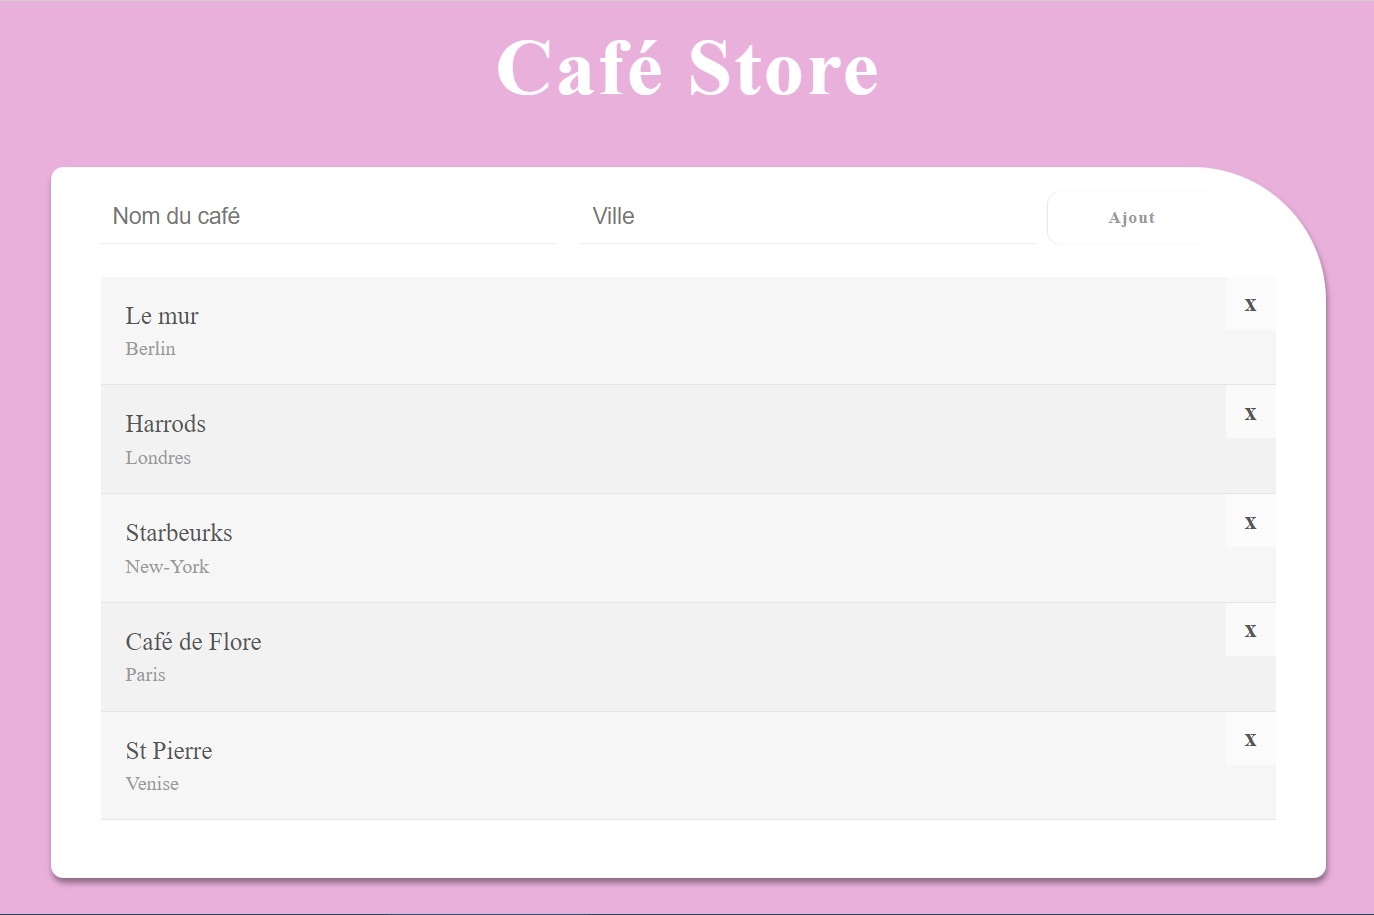 Café Store
Nom du café Ville Ajout
Le mur x
Berlin
Harrods x
Londres
Starbeurks x
New-York
Café de Flore x
Paris
St Pierre x
Venise